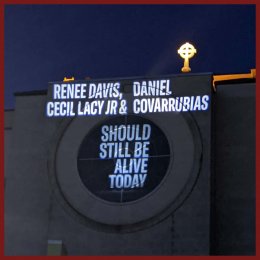 RENEE DAVIS, DANIEL
CECIL LACY JR & COVARRUBIAS
SHOULD
STILL BE
ALIVE
TODAY